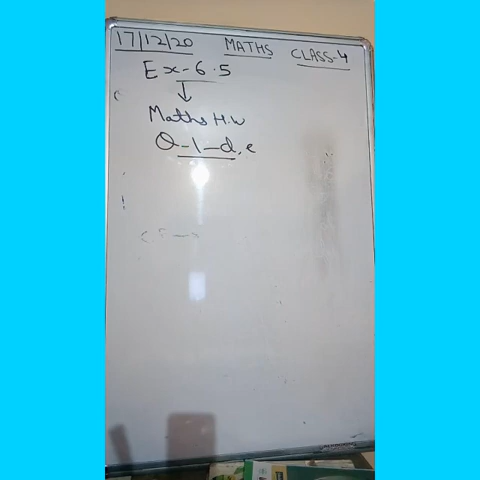 17/12/20 MATHS CLASS-4
Ex-6.5
↓
Maths H.W
Q-1-d,e